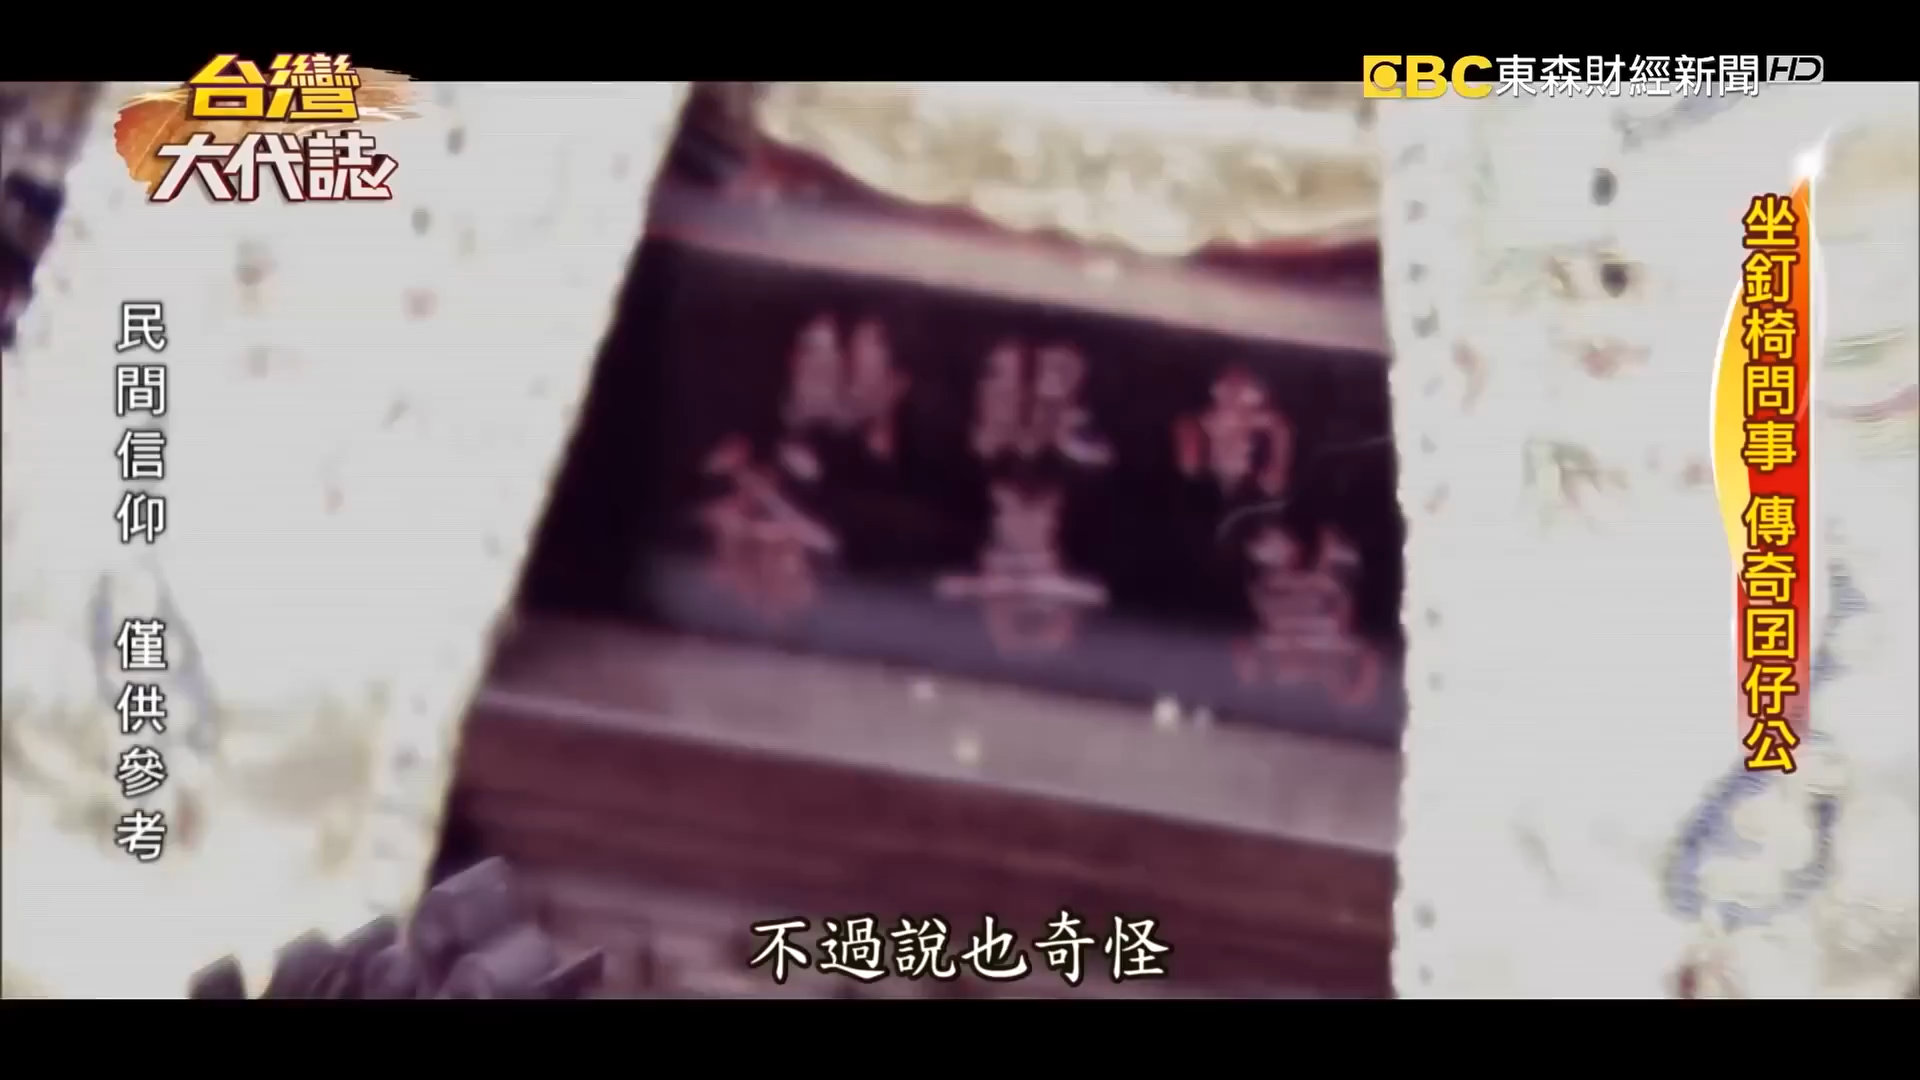 台灣
大代誌
EBC東森財經新聞HD
坐釘椅問事 傳奇囝仔公
民間信仰 僅供參考
不過說也奇怪